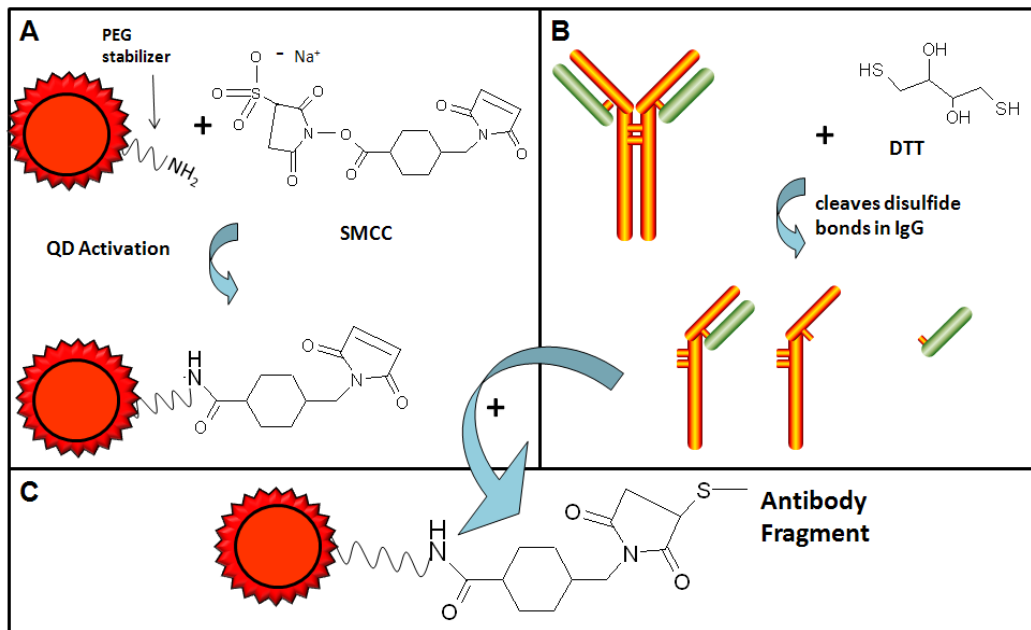 A
PEG
stabilizer
NH2
+
O
- Na+
O
S
O
O
N
O
O
O
O
N
O
QD Activation
SMCC
H
N
O
O
N
O
B
+
HS
OH
OH
SH
DTT
cleaves disulfide
bonds in IgG
+
C
H
N
O
O
N
O
S
Antibody
Fragment